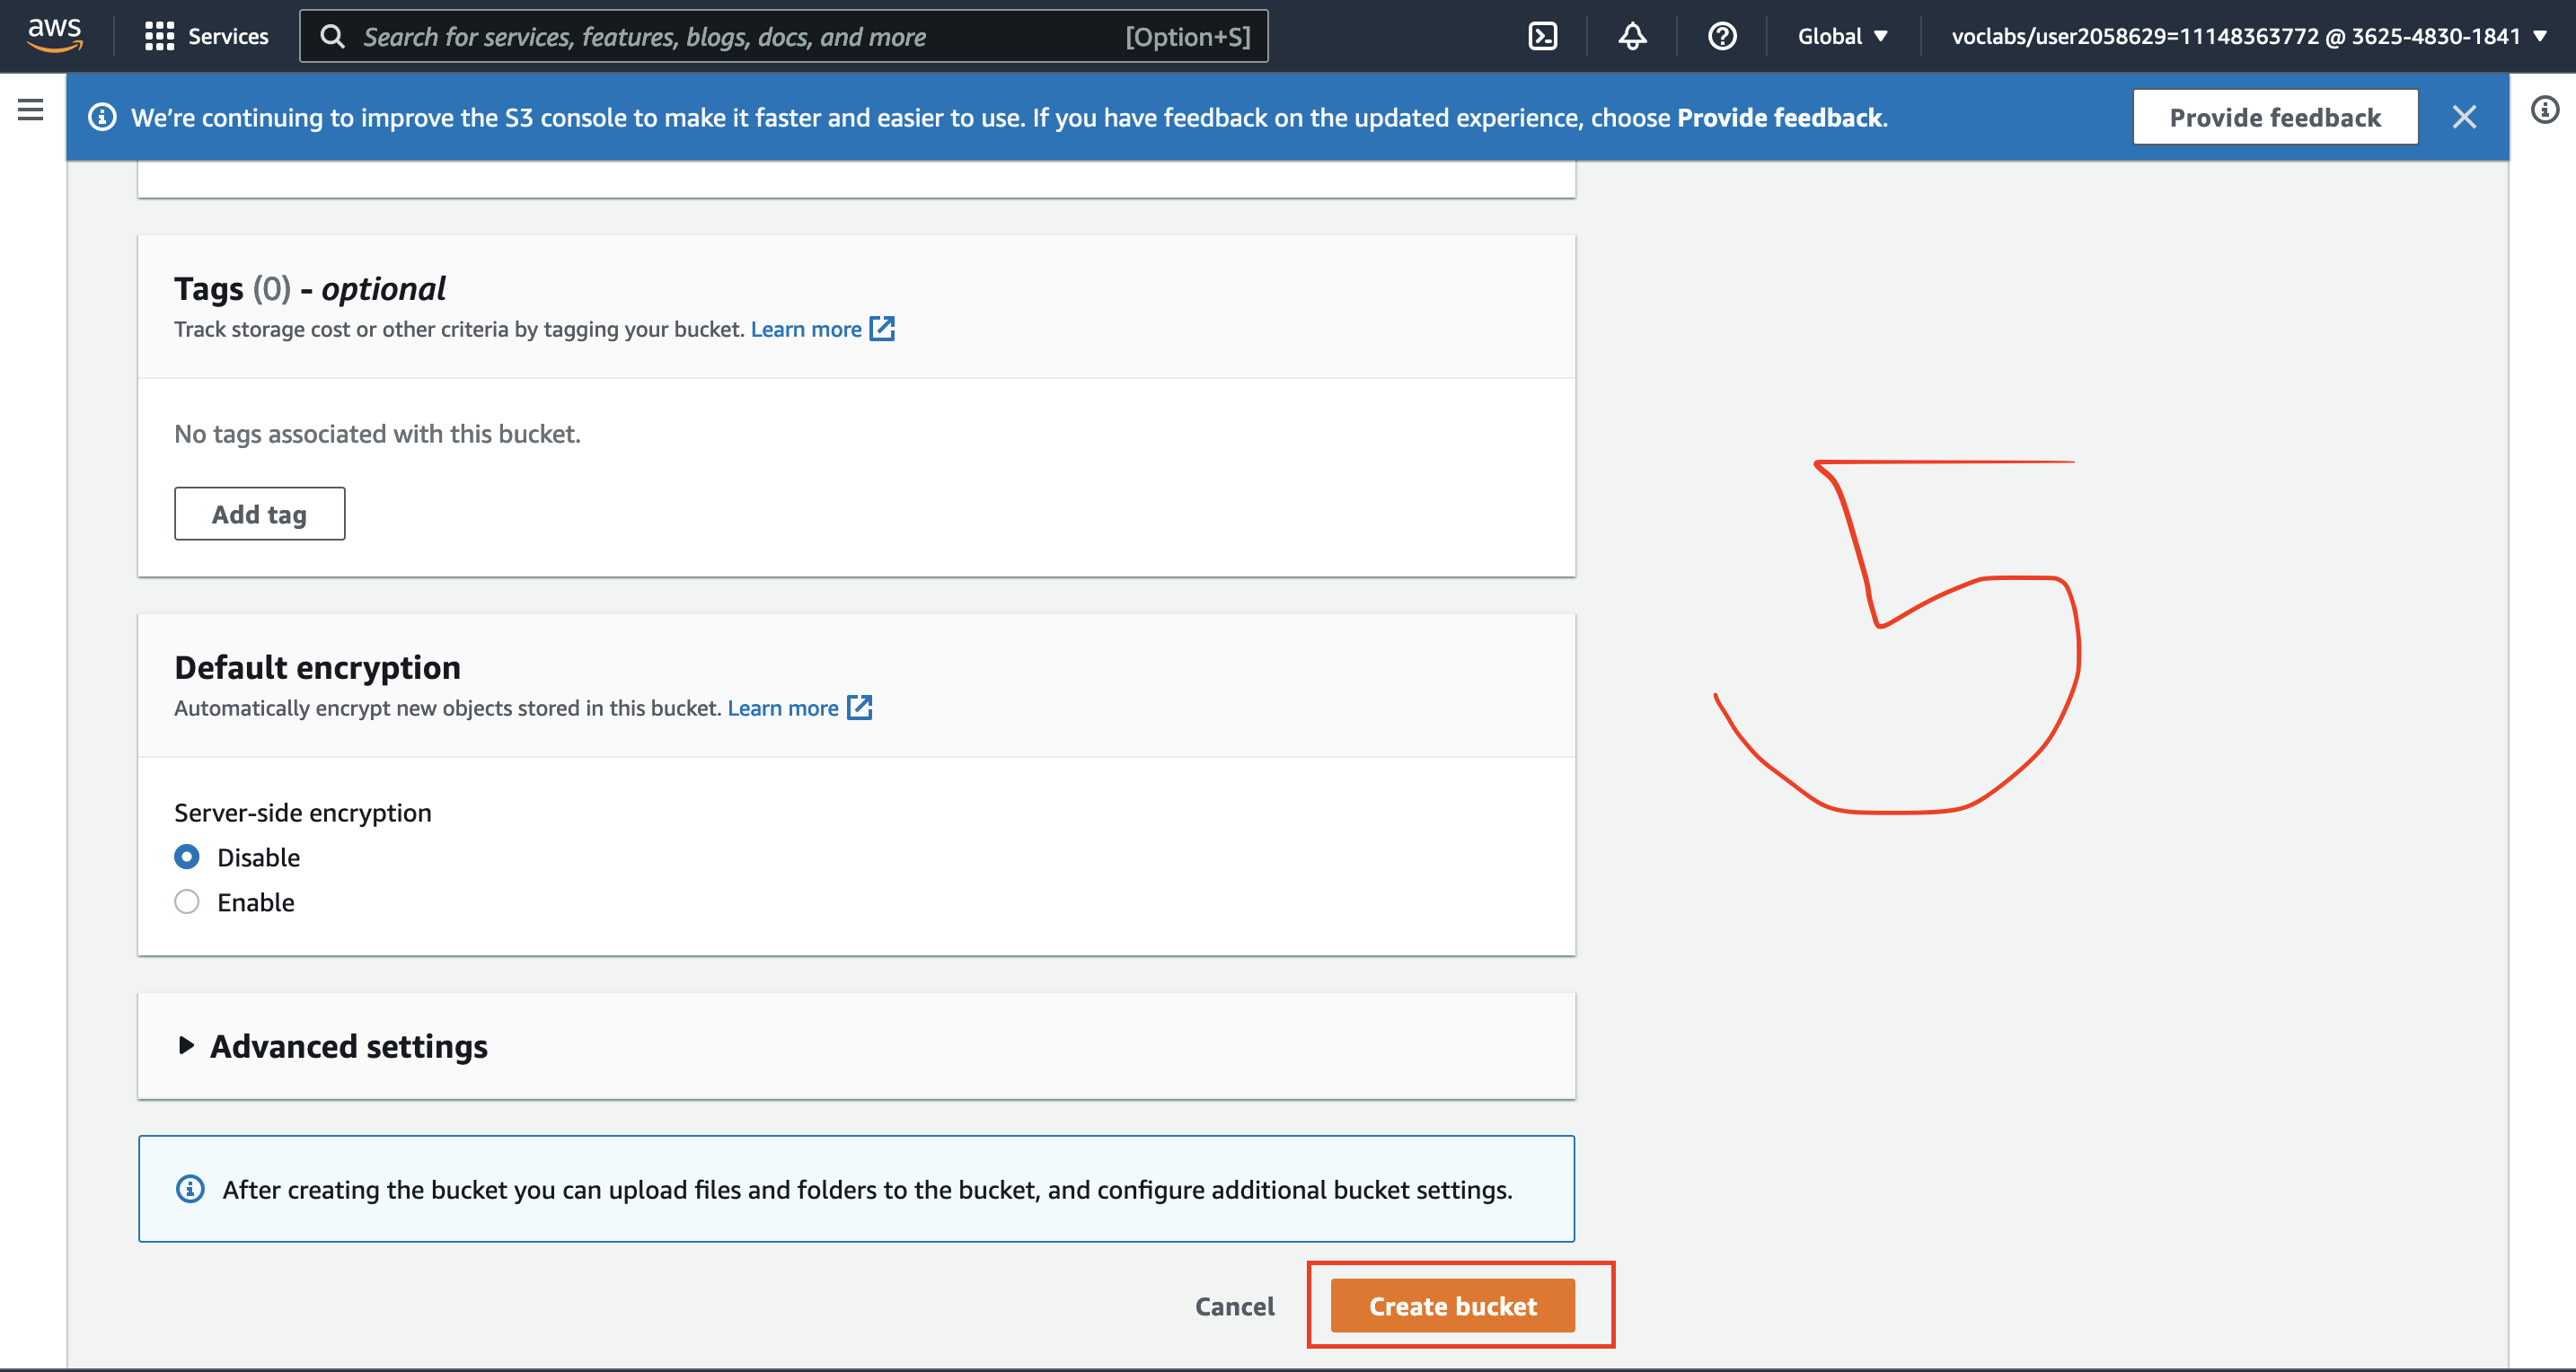 aws Services Search for services, features, blogs, docs, and more [Option+S] Global voclabs/user2058629=11148363772 @ 3625-4830-1841
We're continuing to improve the S3 console to make it faster and easier to use. If you have feedback on the updated experience, choose Provide feedback. Provide feedback
Tags (0) - optional
Track storage cost or other criteria by tagging your bucket. Learn more
No tags associated with this bucket.
Add tag
5
Default encryption
Automatically encrypt new objects stored in this bucket. Learn more
Server-side encryption
Disable
Enable
Advanced settings
After creating the bucket you can upload files and folders to the bucket, and configure additional bucket settings.
Cancel Create bucket